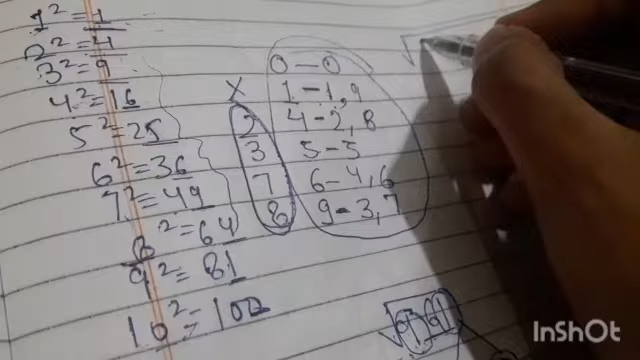 1² = 1
2² = 4
3² = 9
4² = 16
5² = 25
6² = 36
7² = 49
8² = 64
9² = 81
10² = 100
X
2
3
7
8
0 – 0
1 – 1, 9
4 – 2, 8
5 – 5
6 – 4, 6
9 – 3, 7
√
InShOt